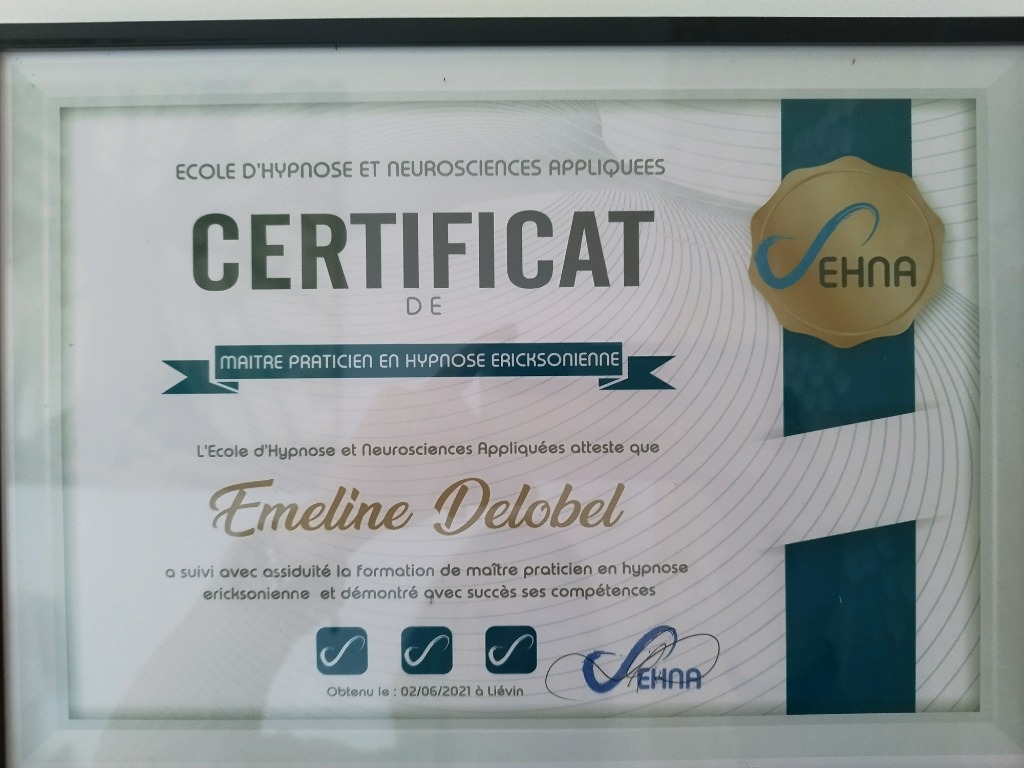 ECOLE D'HYPNOSE ET NEUROSCIENCES APPLIQUEES
CERTIFICAT
DE
MAITRE PRATICIEN EN HYPNOSE ERICKSONIENNE
EHNA
L'Ecole d'Hypnose et Neurosciences Appliquées atteste que
Emeline Delobel
a suivi avec assiduité la formation de maître praticien en hypnose
ericksonienne et démontré avec succès ses compétences
EHNA
Obtenu le : 02/06/2021 à Liévin